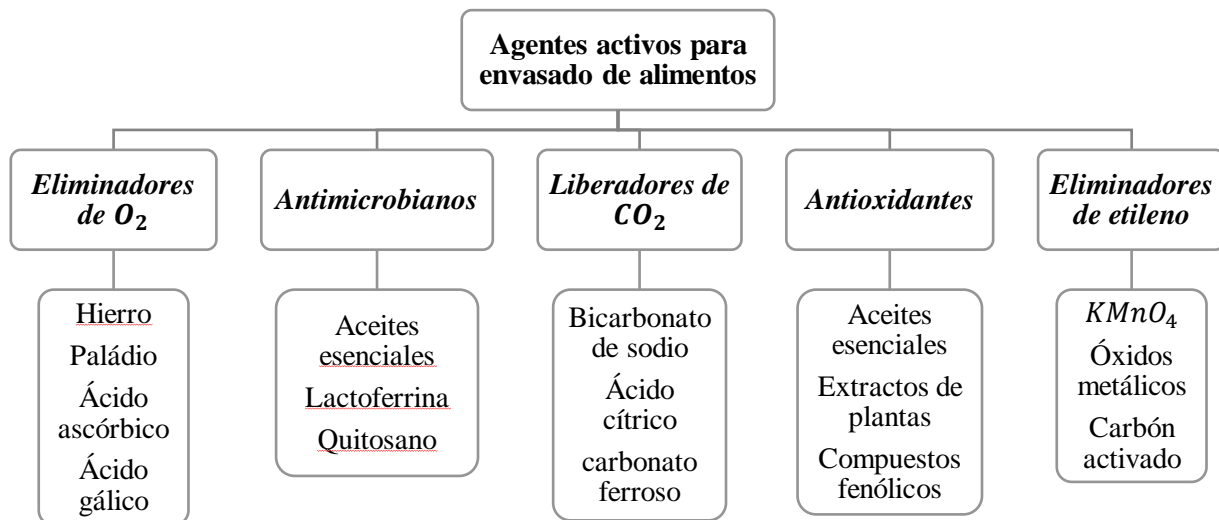 Agentes activos para
envasado de alimentos
Eliminadores
de O₂
Antimicrobianos
Liberadores de
CO₂
Antioxidantes
Eliminadores
de etileno
Hierro
Paládio
Ácido
ascórbico
Ácido
gálico
Aceites
esenciales
Lactoferrina
Quitosano
Bicarbonato
de sodio
Ácido
cítrico
carbonato
ferroso
Aceites
esenciales
Extractos de
plantas
Compuestos
fenólicos
KMnO₄
Óxidos
metálicos
Carbón
activado